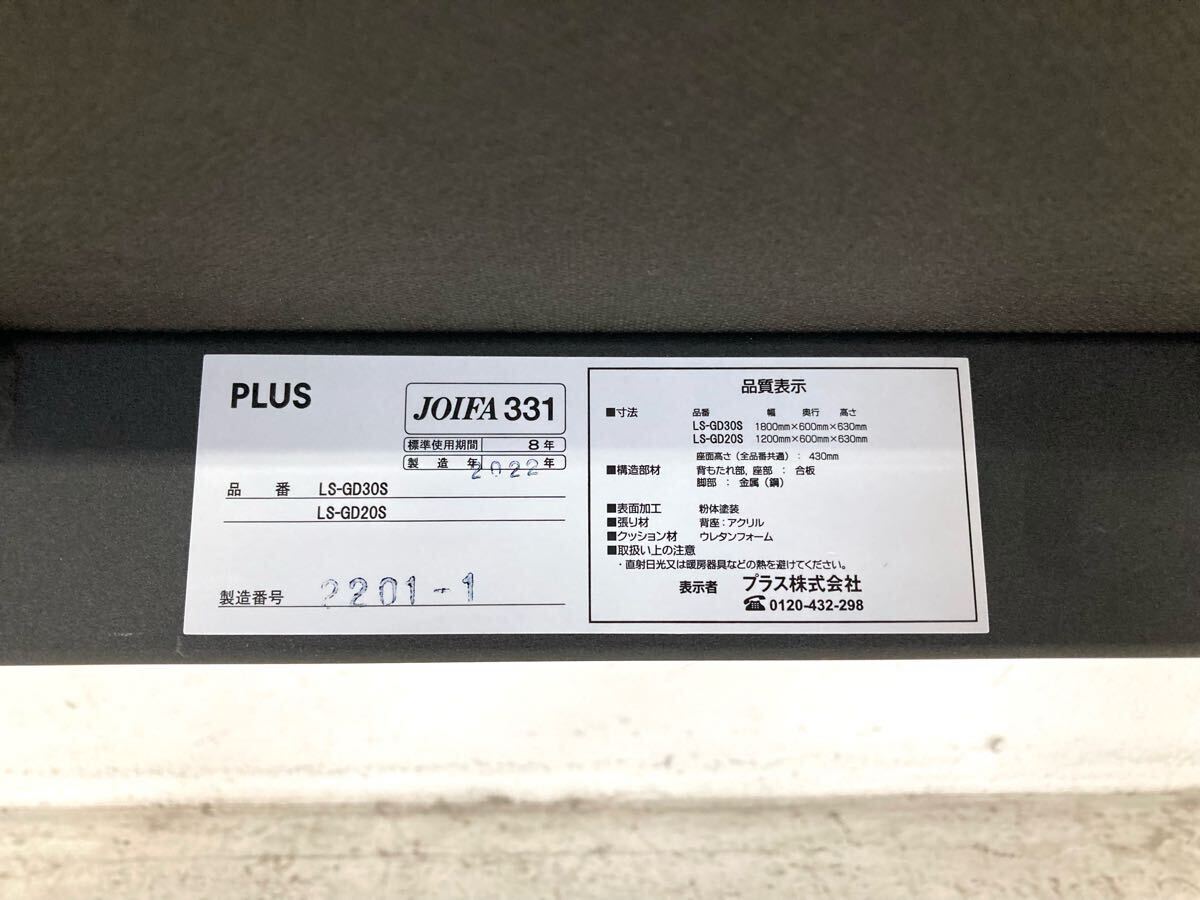 PLUS
JOIFA 331
標準使用期間 8 年
製 造 年 2022 年
品 番 LS-GD30S
LS-GD20S
製造番号 2201-1
品質表示
■寸法 品番 幅 奥行 高さ
LS-GD30S 1800mm×600mm×630mm
LS-GD20S 1200mm×600mm×630mm
座面高さ（全品番共通）： 430mm
■構造部材 背もたれ部, 座部 ： 合板
脚部 ： 金属（鋼）
■表面加工 粉体塗装
■張り材 背座：アクリル
■クッション材 ウレタンフォーム
■取扱い上の注意
・直射日光又は暖房器具などの熱を避けてください。
表示者 プラス株式会社
☎ 0120-432-298